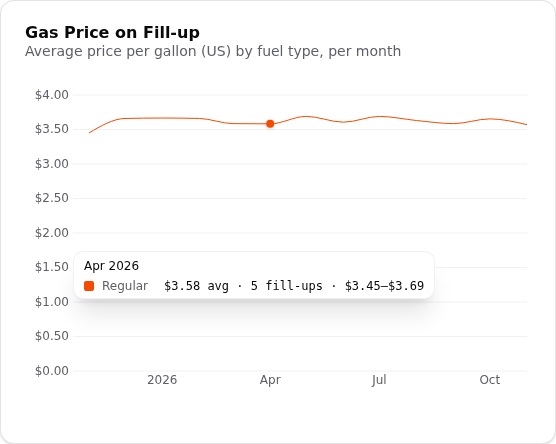 Gas Price on Fill-up
Average price per gallon (US) by fuel type, per month
$4.00
$3.50
$3.00
$2.50
$2.00
$1.50
Apr 2026
Regular $3.58 avg · 5 fill-ups · $3.45–$3.69
$1.00
$0.50
$0.00
2026 Apr Jul Oct